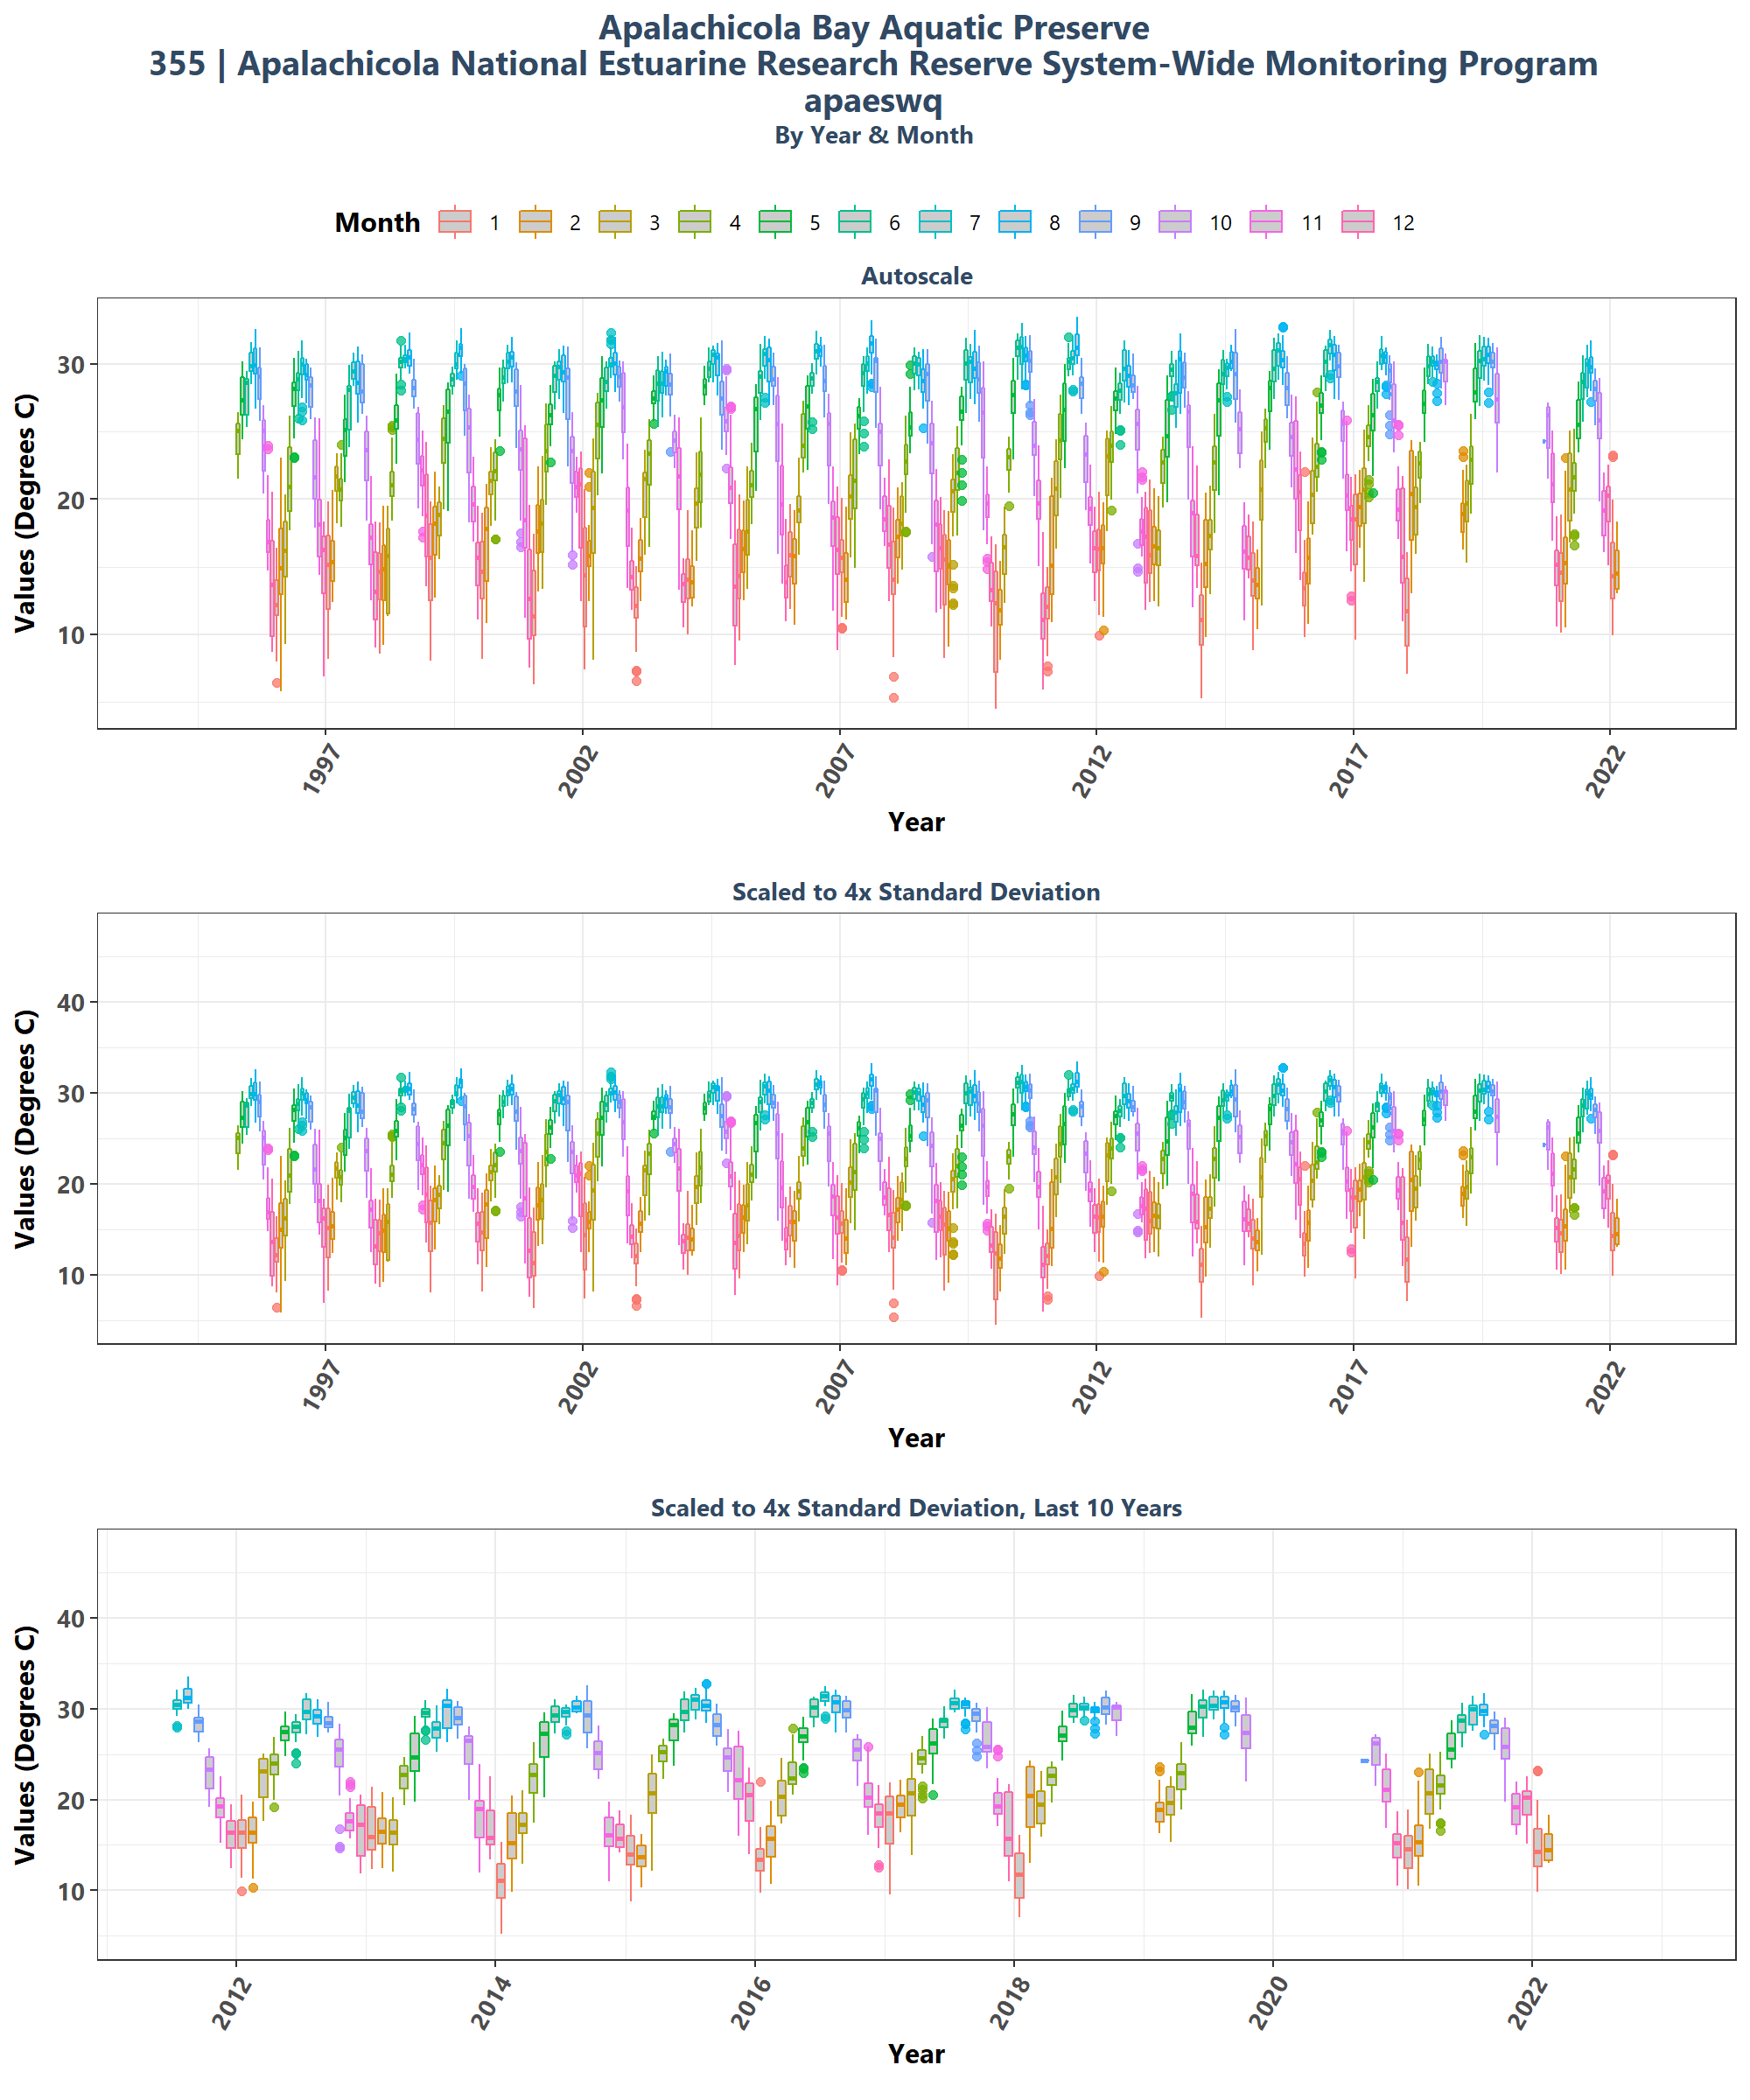 Apalachicola Bay Aquatic Preserve
355 | Apalachicola National Estuarine Research Reserve System-Wide Monitoring Program
apaeswq
By Year & Month
Month 1 2 3 4 5 6 7 8 9 10 11 12
Autoscale
Values (Degrees C)
30
20
10
1997 2002 2007 2012 2017 2022
Year
Scaled to 4x Standard Deviation
Values (Degrees C)
40
30
20
10
1997 2002 2007 2012 2017 2022
Year
Scaled to 4x Standard Deviation, Last 10 Years
Values (Degrees C)
40
30
20
10
2012 2014 2016 2018 2020 2022
Year